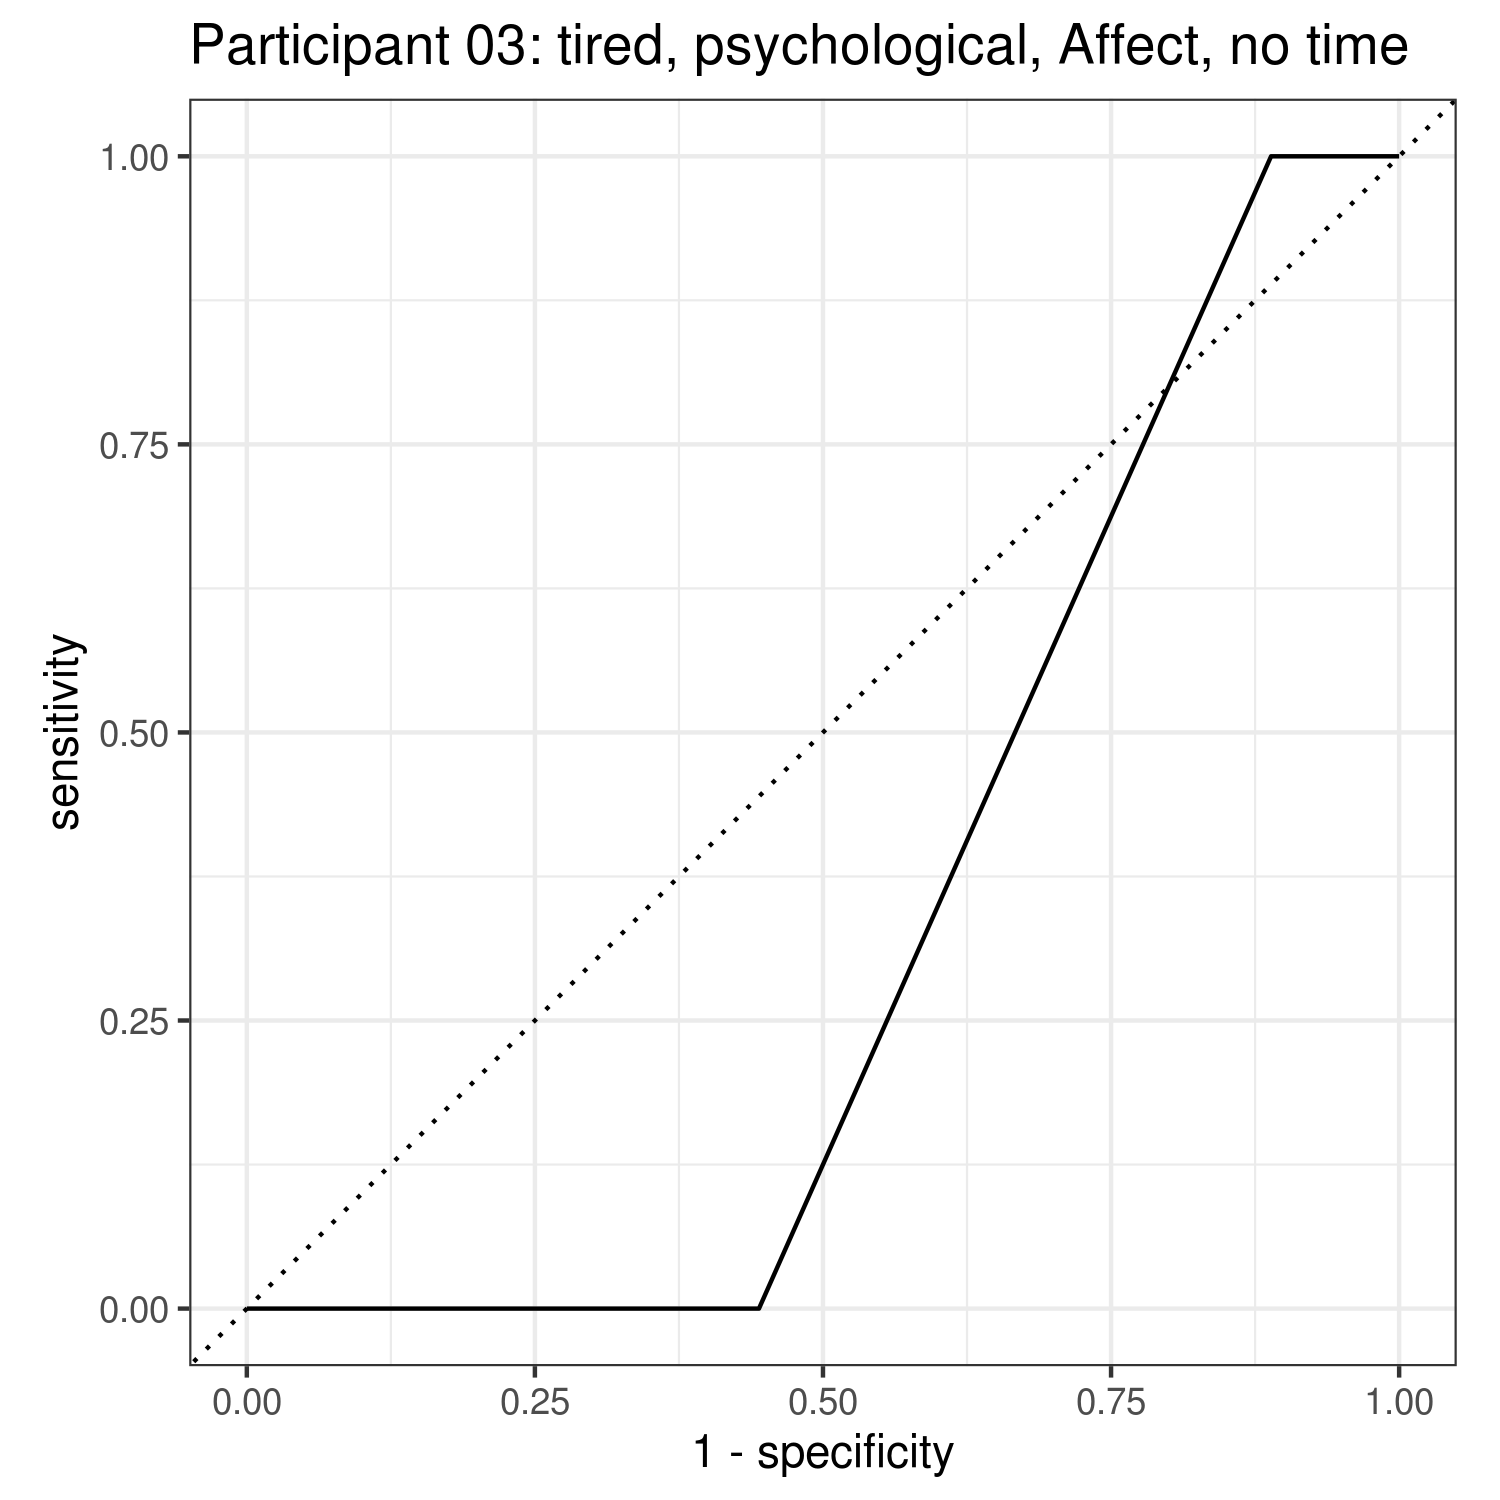 Participant 03: tired, psychological, Affect, no time
1.00
0.75
0.50
0.25
0.00
sensitivity
0.00 0.25 0.50 0.75 1.00
1 - specificity